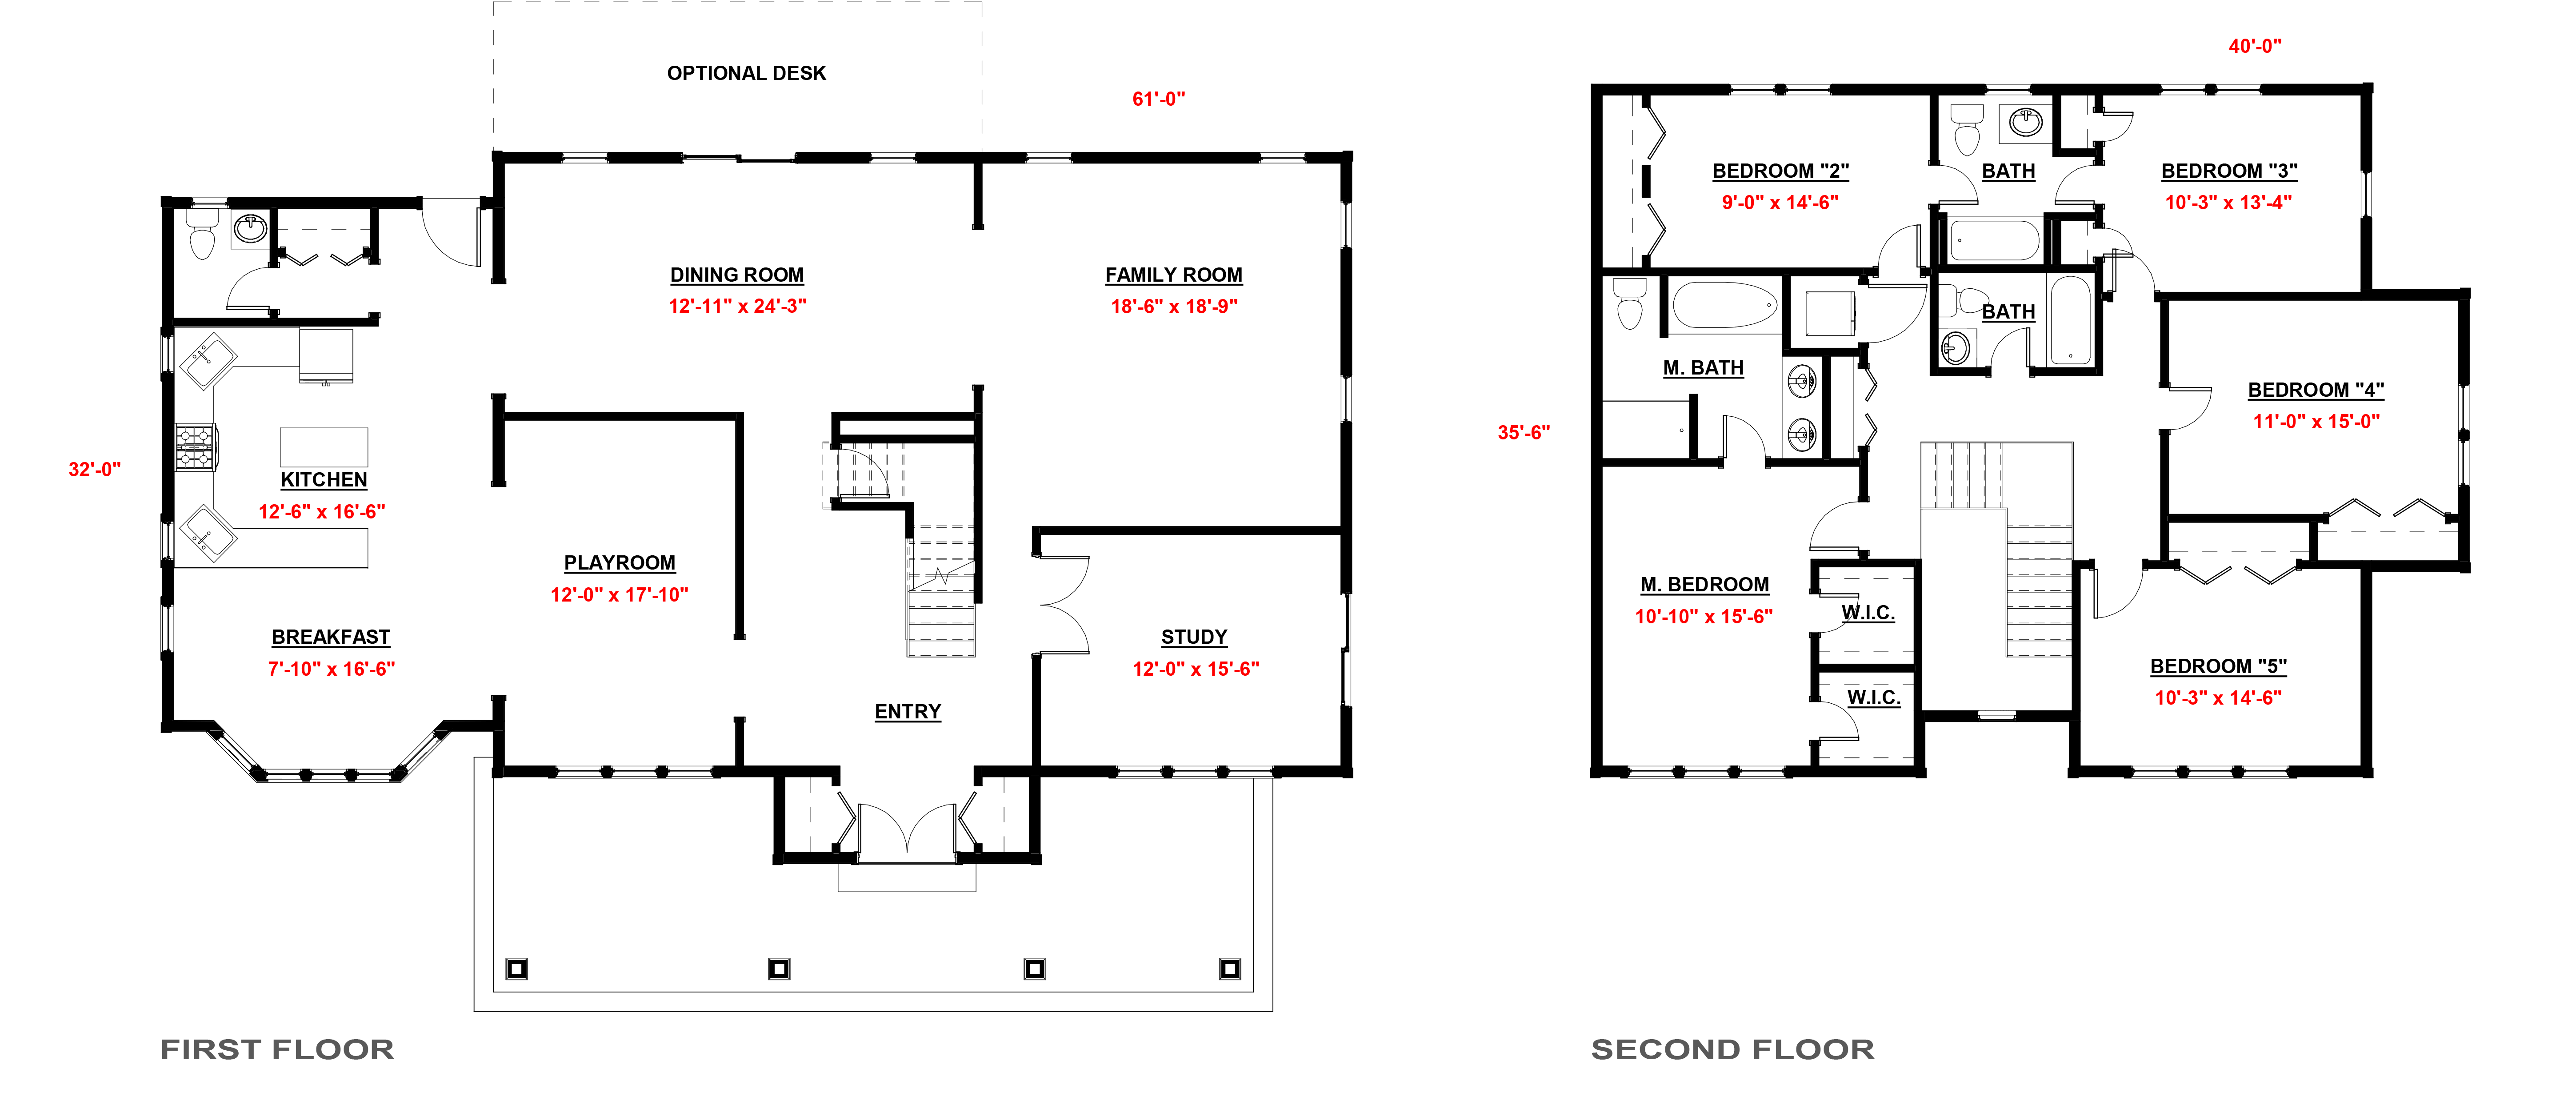 OPTIONAL DESK
61'-0"
DINING ROOM
12'-11" x 24'-3"
FAMILY ROOM
18'-6" x 18'-9"
32'-0"
KITCHEN
12'-6" x 16'-6"
PLAYROOM
12'-0" x 17'-10"
BREAKFAST
7'-10" x 16'-6"
STUDY
12'-0" x 15'-6"
ENTRY
FIRST FLOOR
40'-0"
BEDROOM "2"
9'-0" x 14'-6"
BATH
BEDROOM "3"
10'-3" x 13'-4"
BATH
M. BATH
BEDROOM "4"
11'-0" x 15'-0"
35'-6"
M. BEDROOM
10'-10" x 15'-6"
W.I.C.
W.I.C.
BEDROOM "5"
10'-3" x 14'-6"
SECOND FLOOR